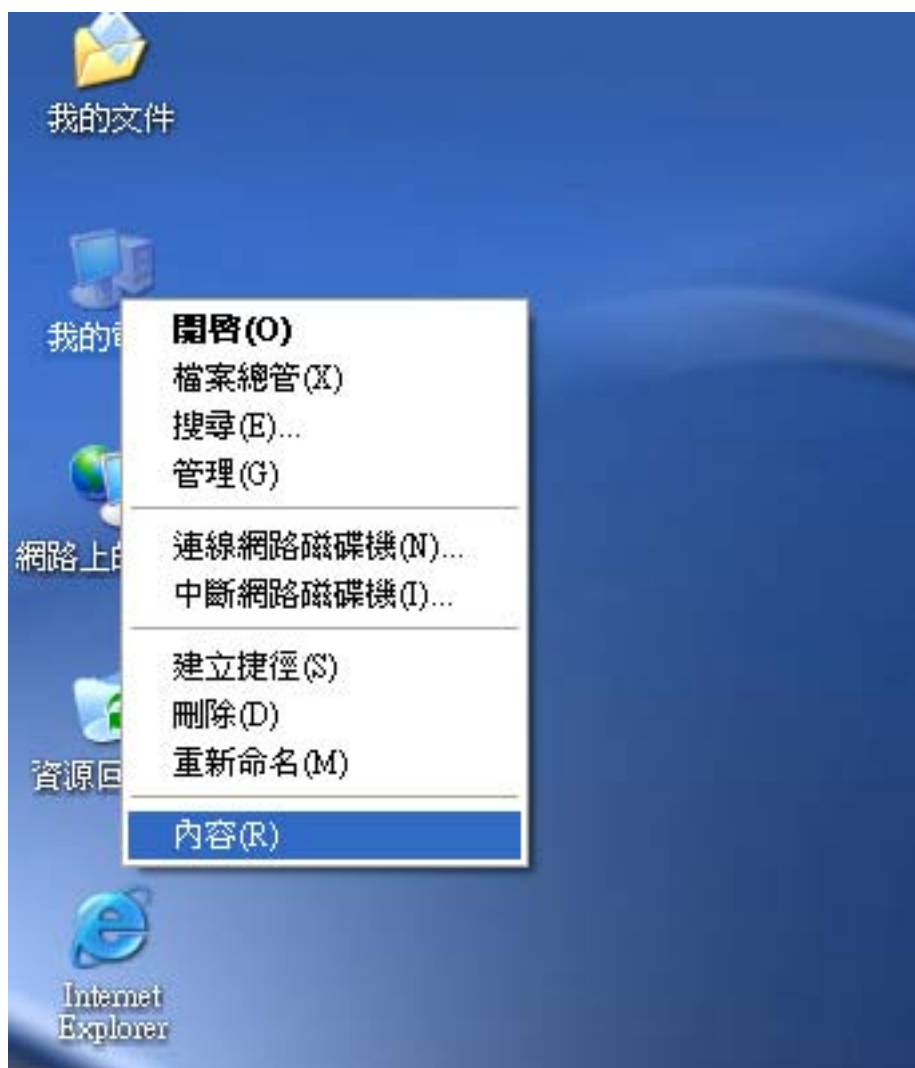 我的文件
我的
開啓(O)
檔案總管(X)
搜尋(E)...
管理(G)
網路上
連線網路磁碟機(N)...
中斷網路磁碟機(I)...
建立捷徑(S)
刪除(D)
重新命名(M)
資源回
內容(R)
Internet
Explorer